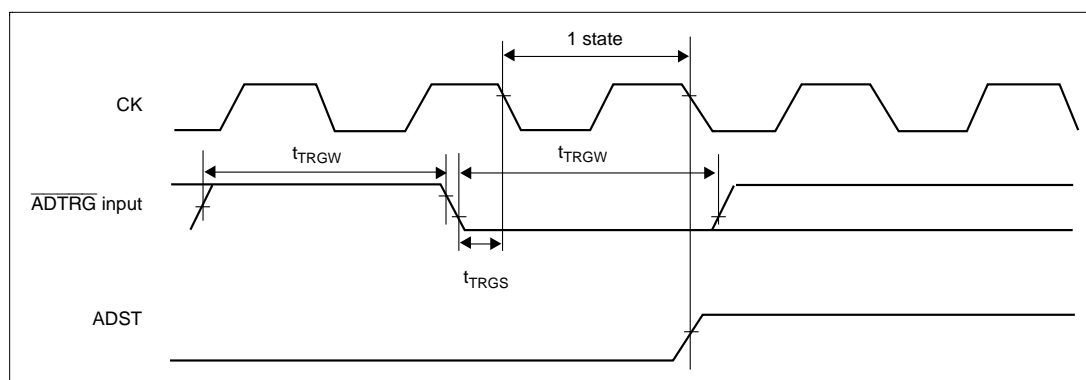 1 state
CK
tTRGW
tTRGW
ADTRG input
tTRGS
ADST